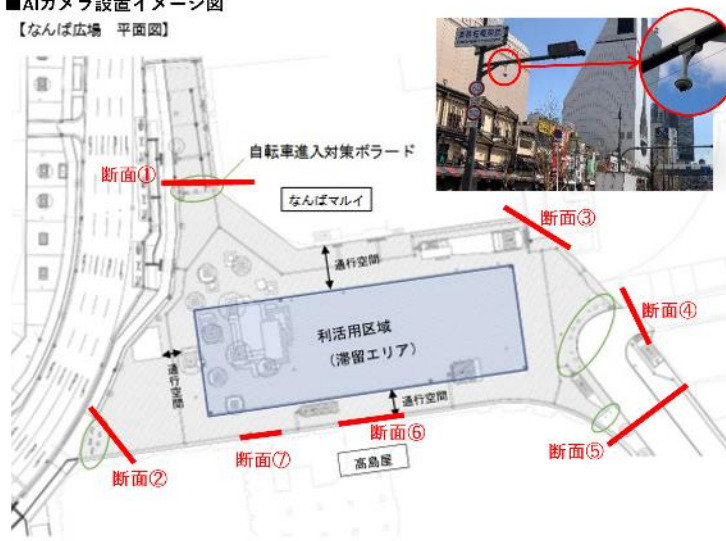 ■AIカメラ設置イメージ図
【なんば広場　平面図】
自転車進入対策ボラード
断面①
なんばマルイ
断面③
通行空間
断面④
利活用区域
（滞留エリア）
通行空間
通行空間
断面⑥
断面⑤
断面⑦
断面②
高島屋